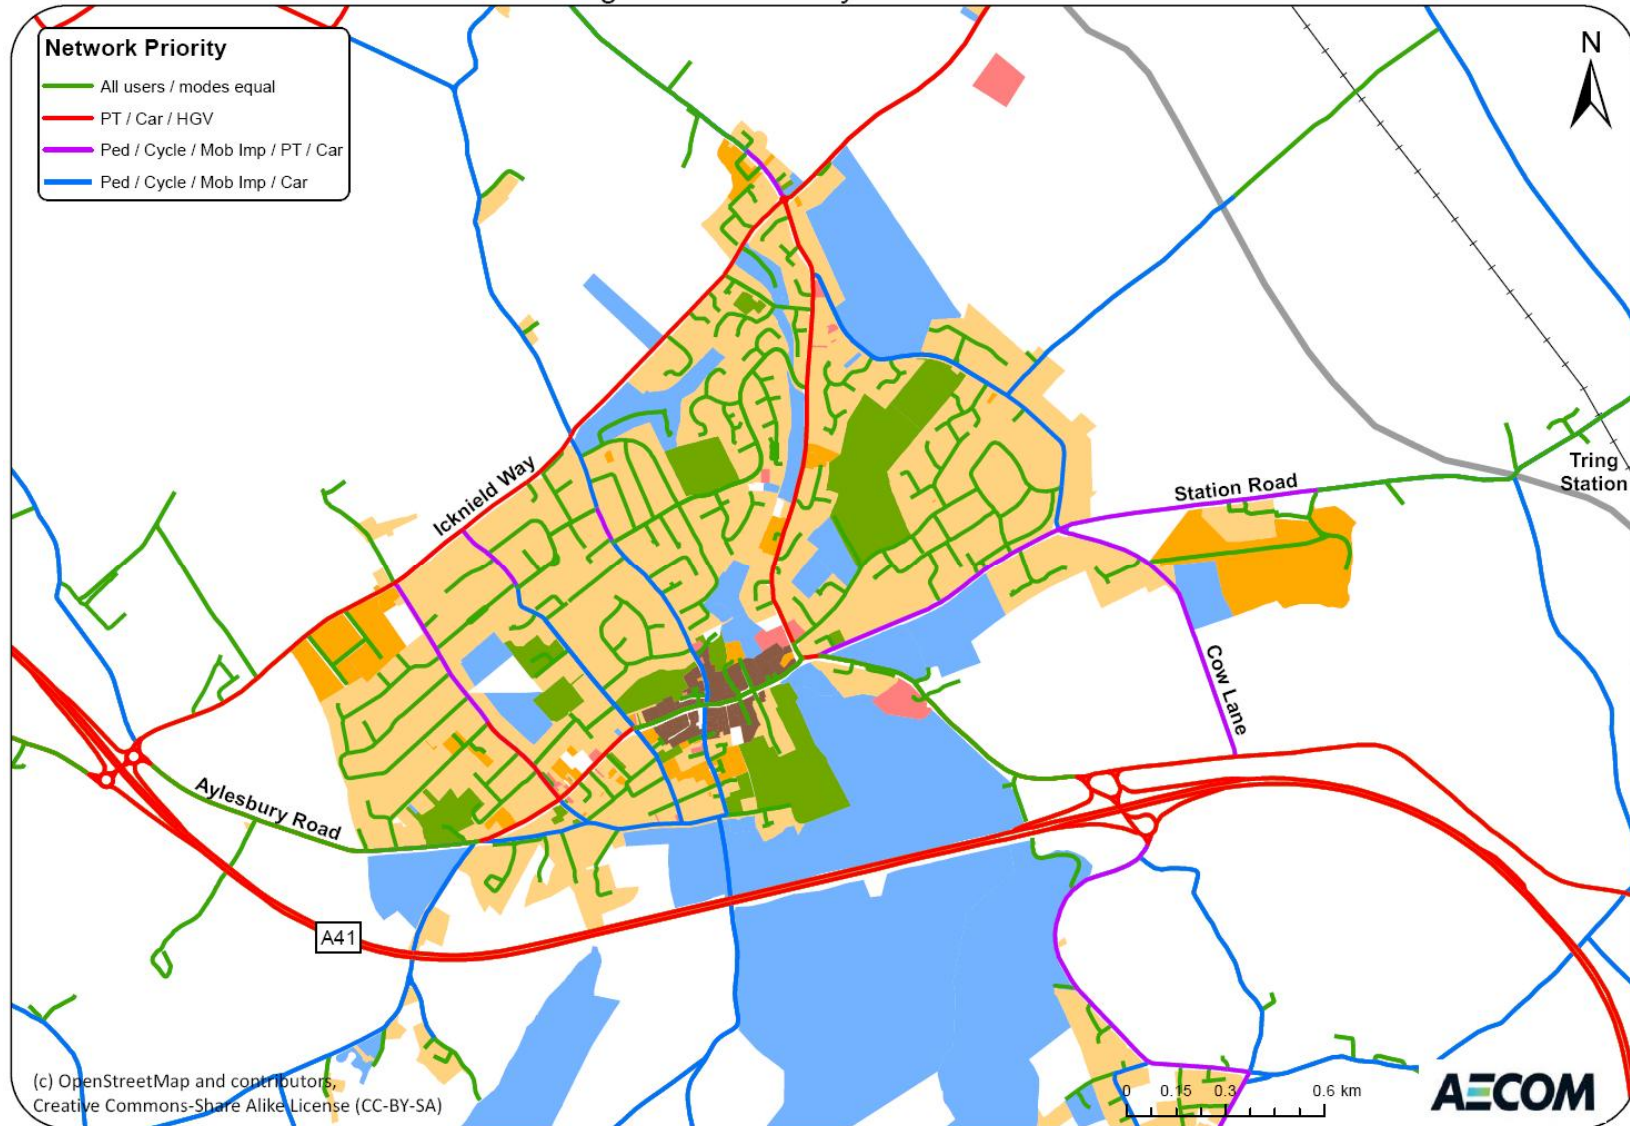 Network Priority
All users / modes equal
PT / Car / HGV
Ped / Cycle / Mob Imp / PT / Car
Ped / Cycle / Mob Imp / Car
N
Icknield Way
Station Road
Tring
Station
Cow Lane
Aylesbury Road
A41
(c) OpenStreetMap and contributors,
Creative Commons-Share Alike License (CC-BY-SA)
0 0.15 0.3 0.6 km
AECOM